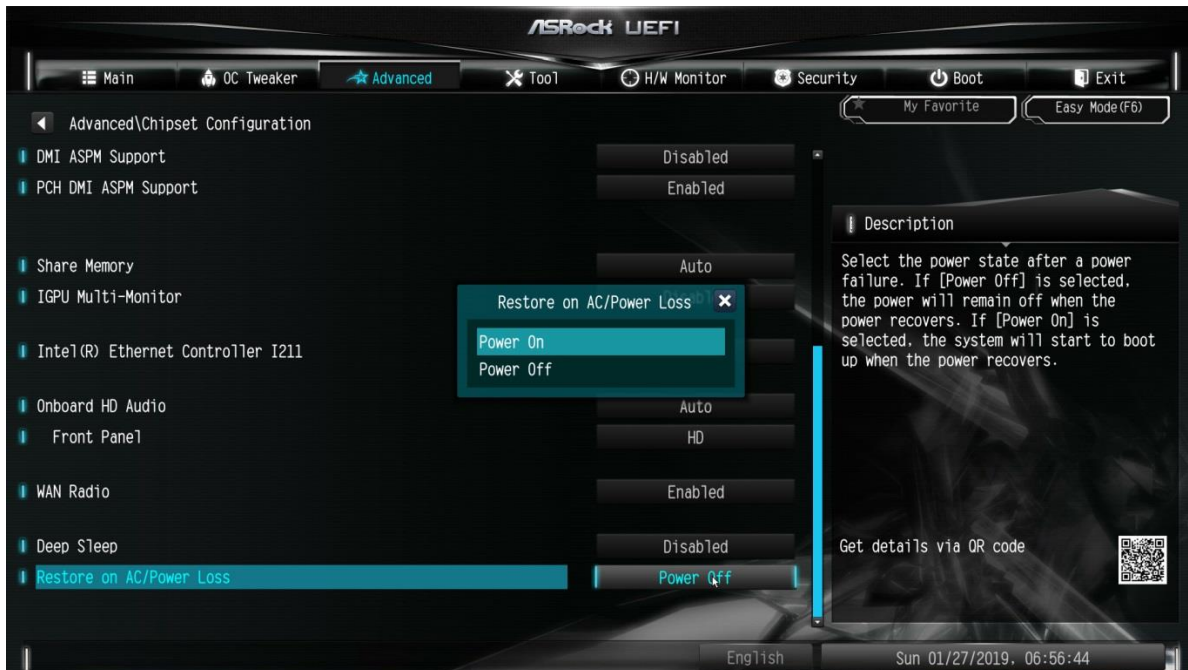 ASRock UEFI
Main OC Tweaker Advanced Tool H/W Monitor Security Boot Exit
My Favorite Easy Mode(F6)
Advanced\Chipset Configuration
DMI ASPM Support Disabled
PCH DMI ASPM Support Enabled
Share Memory Auto
IGPU Multi-Monitor
Intel(R) Ethernet Controller I211
Onboard HD Audio Auto
Front Panel HD
WAN Radio Enabled
Deep Sleep Disabled
Restore on AC/Power Loss Power Off
Restore on AC/Power Loss
Power On
Power Off
Description
Select the power state after a power
failure. If [Power Off] is selected,
the power will remain off when the
power recovers. If [Power On] is
selected, the system will start to boot
up when the power recovers.
Get details via QR code
English Sun 01/27/2019, 06:56:44